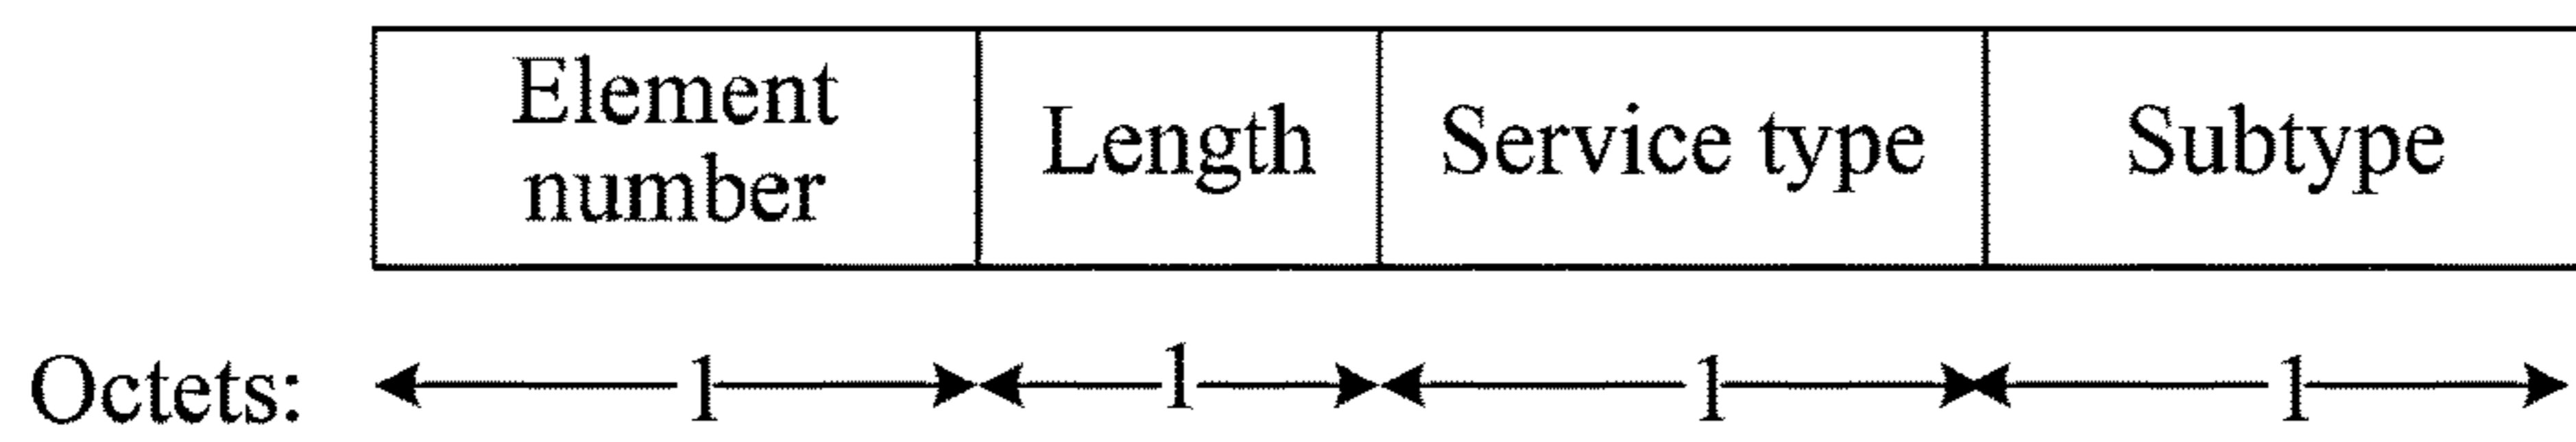 Element
number
Length
Service type
Subtype
Octets: 1 1 1 1